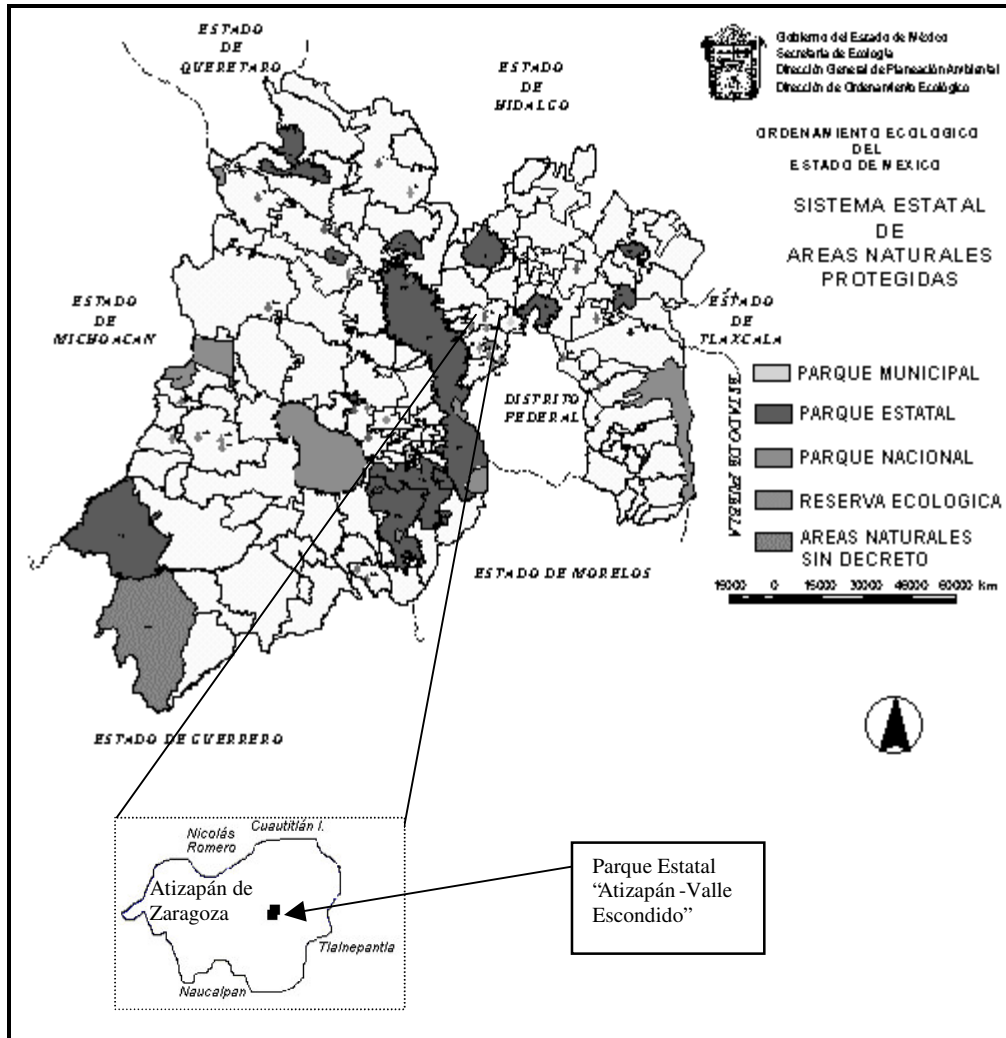 ESTADO
DE
QUERETARO
ESTADO
DE
HIDALGO
Gobierno del Estado de México
Secretaría de Ecología
Dirección General de Planeación Ambiental
Dirección de Ordenamiento Ecológico
ORDENAMIENTO ECOLOGICO
DEL
ESTADO DE MEXICO
SISTEMA ESTATAL
DE
AREAS NATURALES
PROTEGIDAS
ESTADO
DE
MICHOACAN
ESTADO
DE
TLAXCALA
DISTRITO
FEDERAL
ESTADO DE PUEBLA
PARQUE MUNICIPAL
PARQUE ESTATAL
PARQUE NACIONAL
RESERVA ECOLOGICA
AREAS NATURALES
SIN DECRETO
ESTADO DE MORELOS
15000 0 15000 30000 45000 60000 km
ESTADO DE GUERRERO
Nicolás
Romero
Cuautitlán I.
Atizapán de
Zaragoza
Tlalnepantla
Naucalpan
Parque Estatal
“Atizapán -Valle
Escondido”